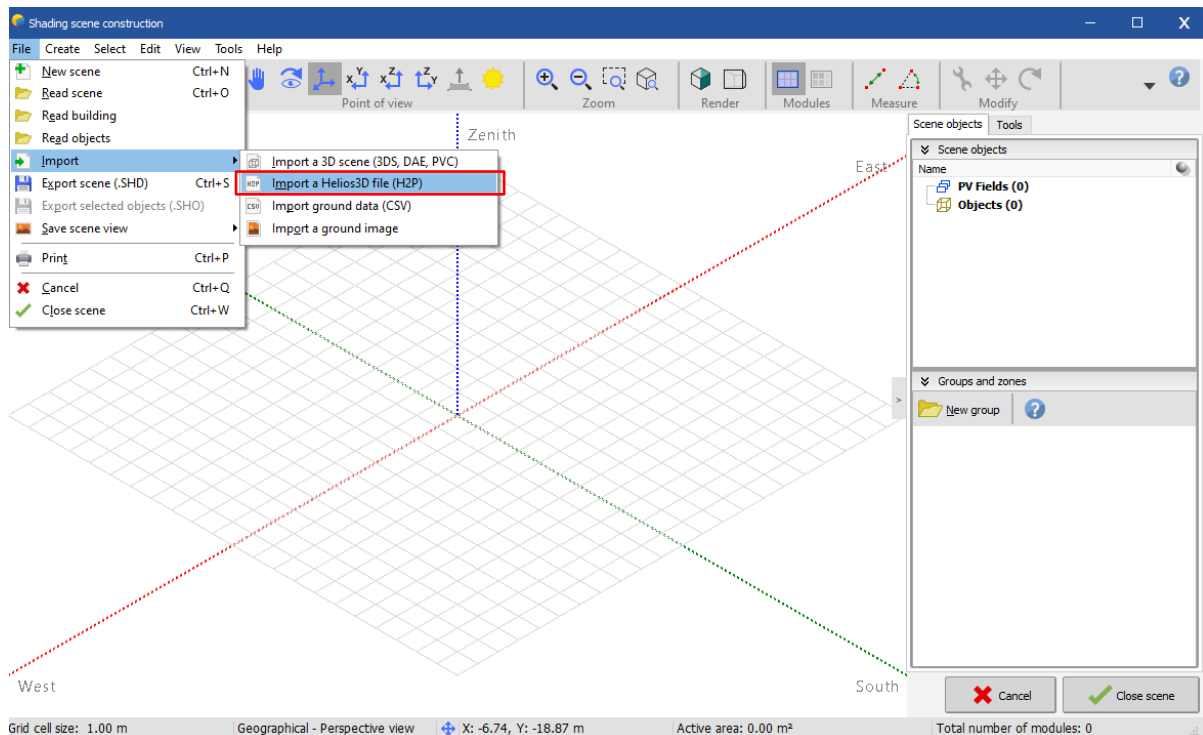 Shading scene construction
File Create Select Edit View Tools Help
New scene Ctrl+N
Read scene Ctrl+O
Read building
Read objects
Import
Export scene (.SHD) Ctrl+S
Export selected objects (.SHO)
Save scene view
Print Ctrl+P
Cancel Ctrl+Q
Close scene Ctrl+W
Import a 3D scene (3DS, DAE, PVC)
H2P Import a Helios3D file (H2P)
CSV Import ground data (CSV)
Import a ground image
Point of view
Zoom
Render
Modules
Measure
Modify
Zenith
East
West
South
Scene objects Tools
Scene objects
Name
PV Fields (0)
Objects (0)
Groups and zones
New group
Cancel
Close scene
Grid cell size: 1.00 m Geographical - Perspective view X: -6.74, Y: -18.87 m Active area: 0.00 m² Total number of modules: 0